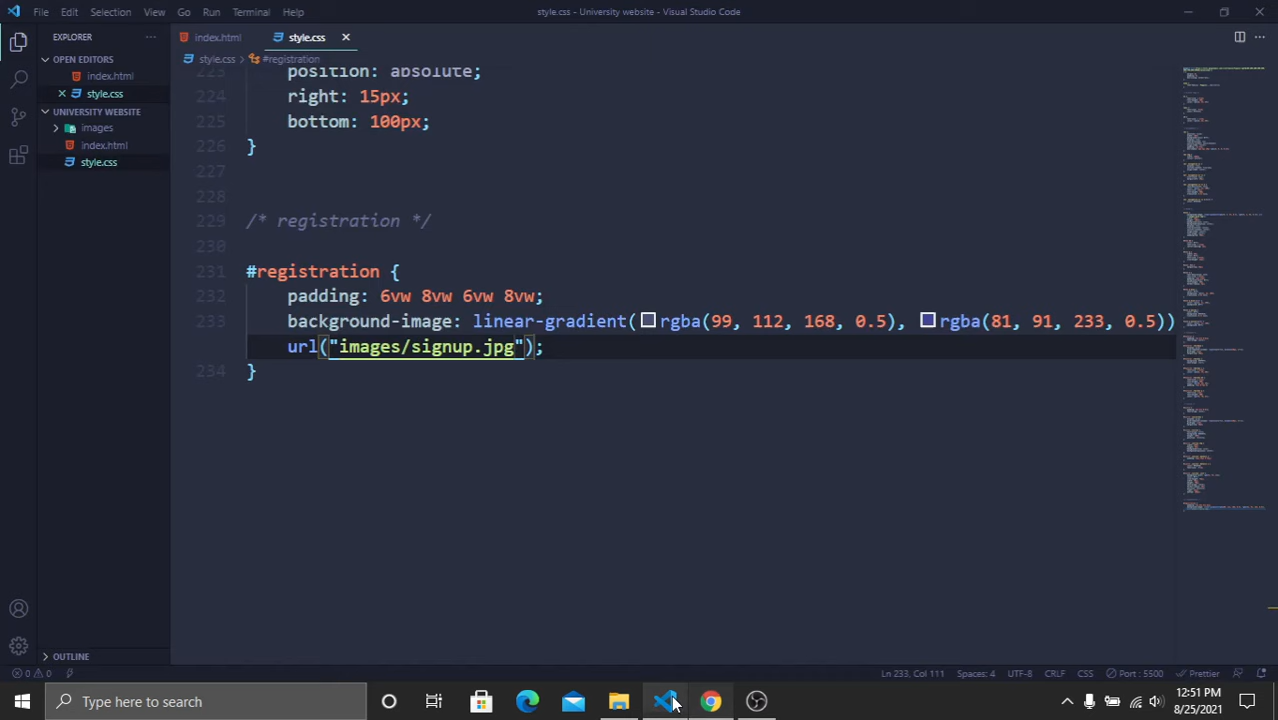 File Edit Selection View Go Run Terminal Help
style.css - University website - Visual Studio Code
EXPLORER
index.html
style.css
OPEN EDITORS
style.css > #registration
index.html
style.css
UNIVERSITY WEBSITE
images
index.html
style.css
223 position: absolute;
224 right: 15px;
225 bottom: 100px;
226 }
227
228
229 /* registration */
230
231 #registration {
232 padding: 6vw 8vw 6vw 8vw;
233 background-image: linear-gradient(rgba(99, 112, 168, 0.5), rgba(81, 91, 233, 0.5))
url("images/signup.jpg");
234 }
OUTLINE
0 0
Ln 233, Col 111 Spaces: 4 UTF-8 CRLF CSS Port : 5500 Prettier
Type here to search
12:51 PM
8/25/2021